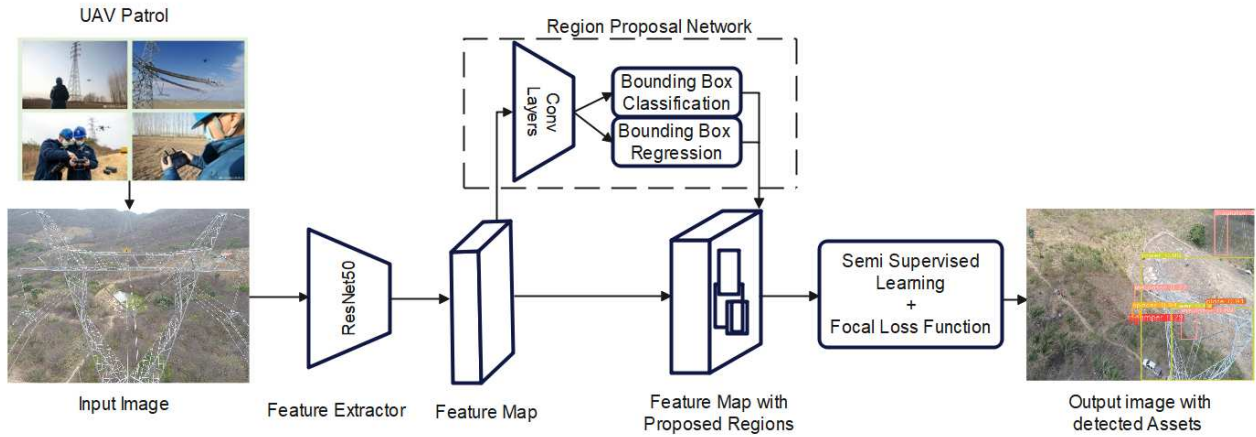 UAV Patrol
Region Proposal Network
Conv
Layers
Bounding Box
Classification
Bounding Box
Regression
ResNet50
Semi Supervised
Learning
+
Focal Loss Function
Input Image
Feature Extractor
Feature Map
Feature Map with
Proposed Regions
Output image with
detected Assets